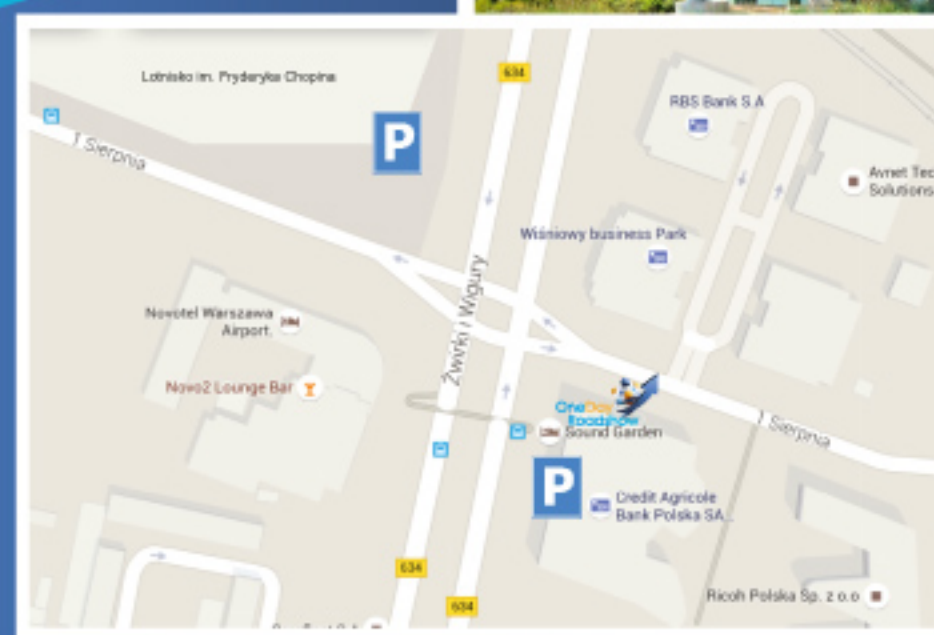 Lotnisko im. Fryderyka Chopina
634
RBS Bank S.A
P
1 Sierpnia
Avnet Tec
Solutions
Wiśniowy business Park
Żwirki i Wigury
Novotel Warszawa
Airport.
Novo2 Lounge Bar
OneDay
Roadshow
Sound Garden
1 Sierpnia
P
Credit Agricole
Bank Polska SA...
634
634
Ricoh Polska Sp. z o.o